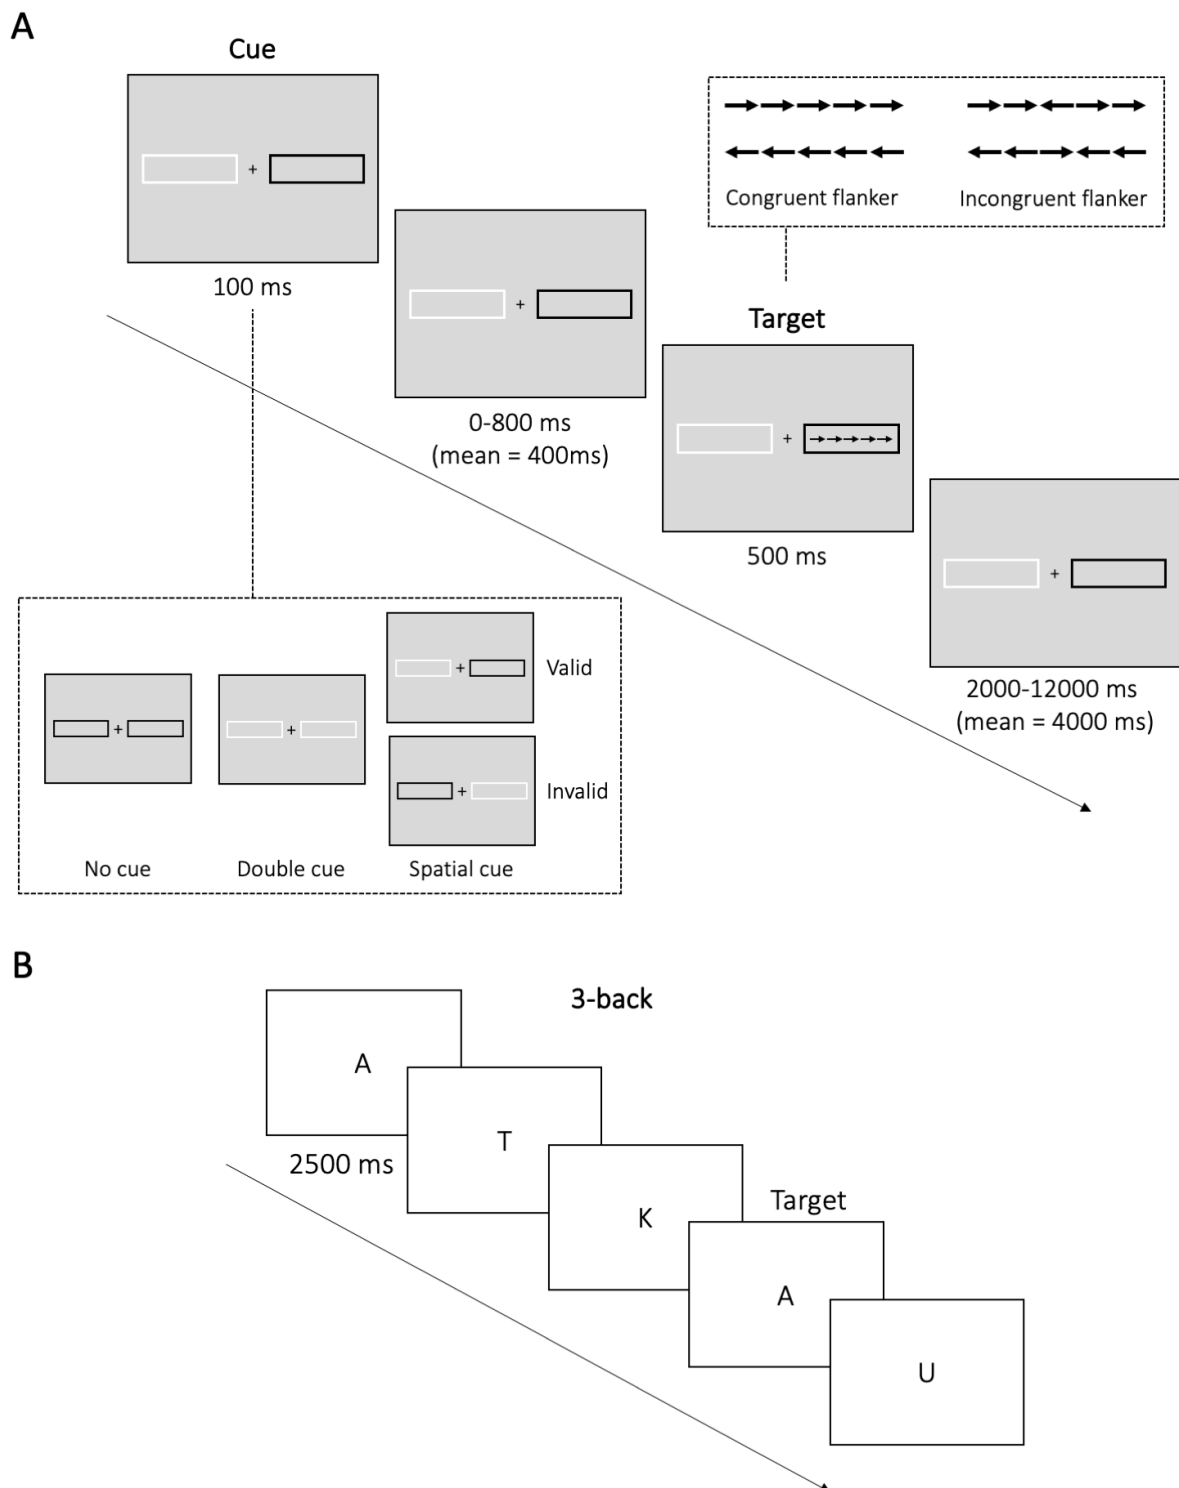 A
Cue
+
100 ms
+
0-800 ms
(mean = 400ms)
Congruent flanker
Incongruent flanker
Target
+
500 ms
+
2000-12000 ms
(mean = 4000 ms)
+
+
+
Valid
+
Invalid
No cue
Double cue
Spatial cue
B
3-back
A
2500 ms
T
K
Target
A
U